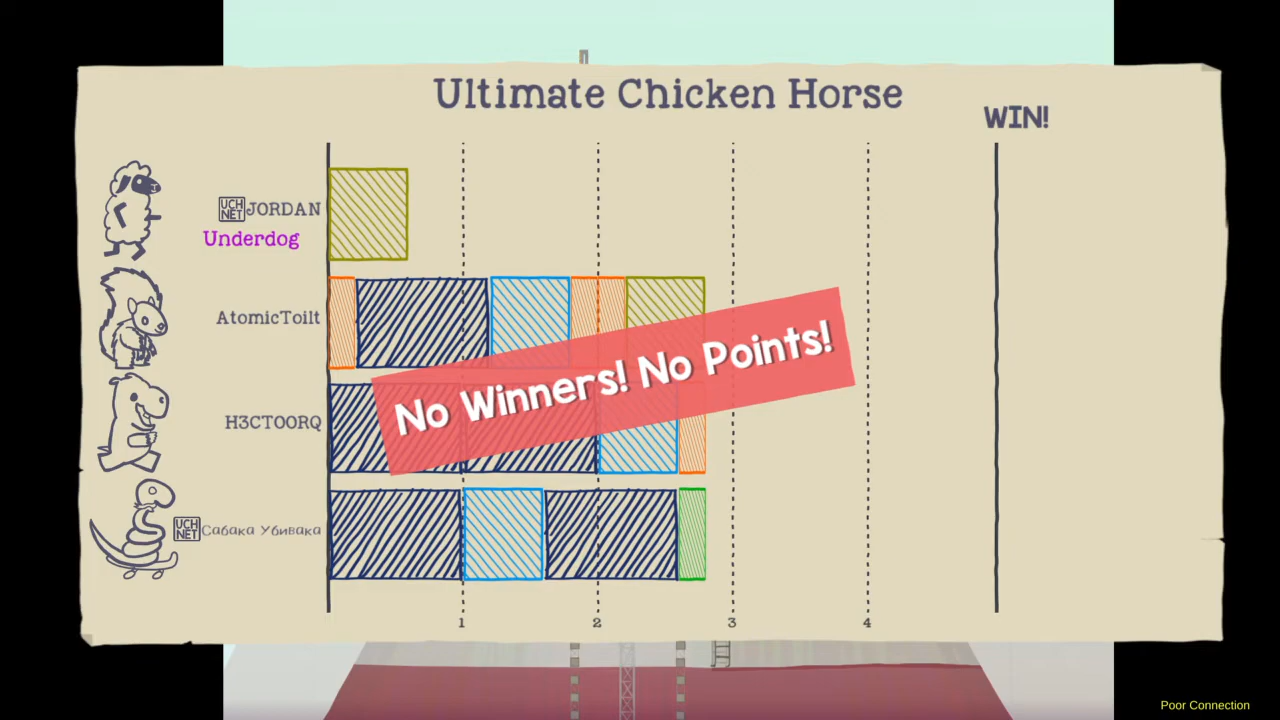 Ultimate Chicken Horse
WIN!
UCH NET JORDAN
Underdog
AtomicToilt
No Winners! No Points!
H3CTOORQ
UCH NET Сабака Убивака
1 2 3 4
Poor Connection